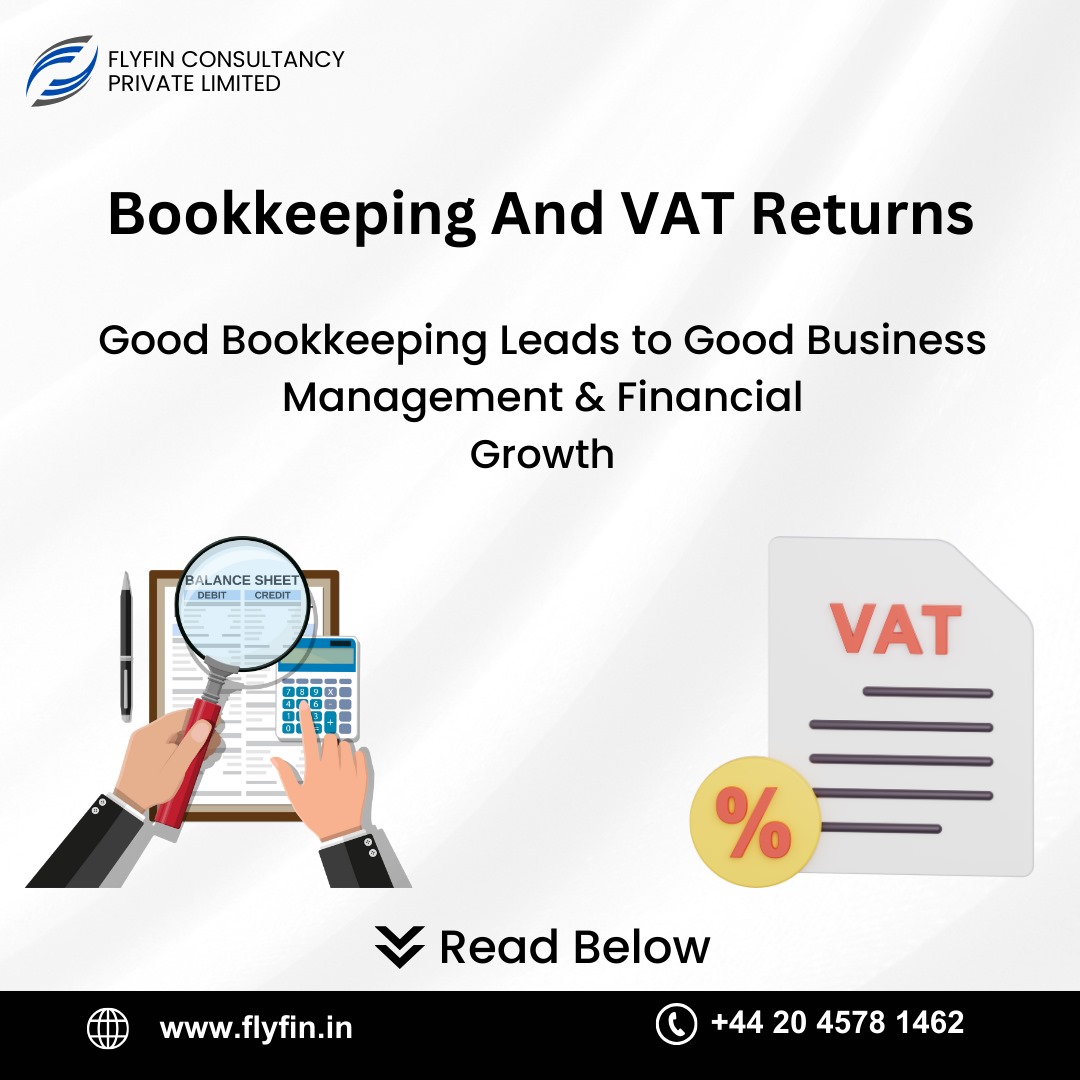 FLYFIN CONSULTANCY
PRIVATE LIMITED
Bookkeeping And VAT Returns
Good Bookkeeping Leads to Good Business
Management & Financial
Growth
BALANCE SHEET
DEBIT CREDIT
7 8 9 X
4 6 -
1 3 +
0 =
VAT
%
Read Below
www.flyfin.in
+44 20 4578 1462